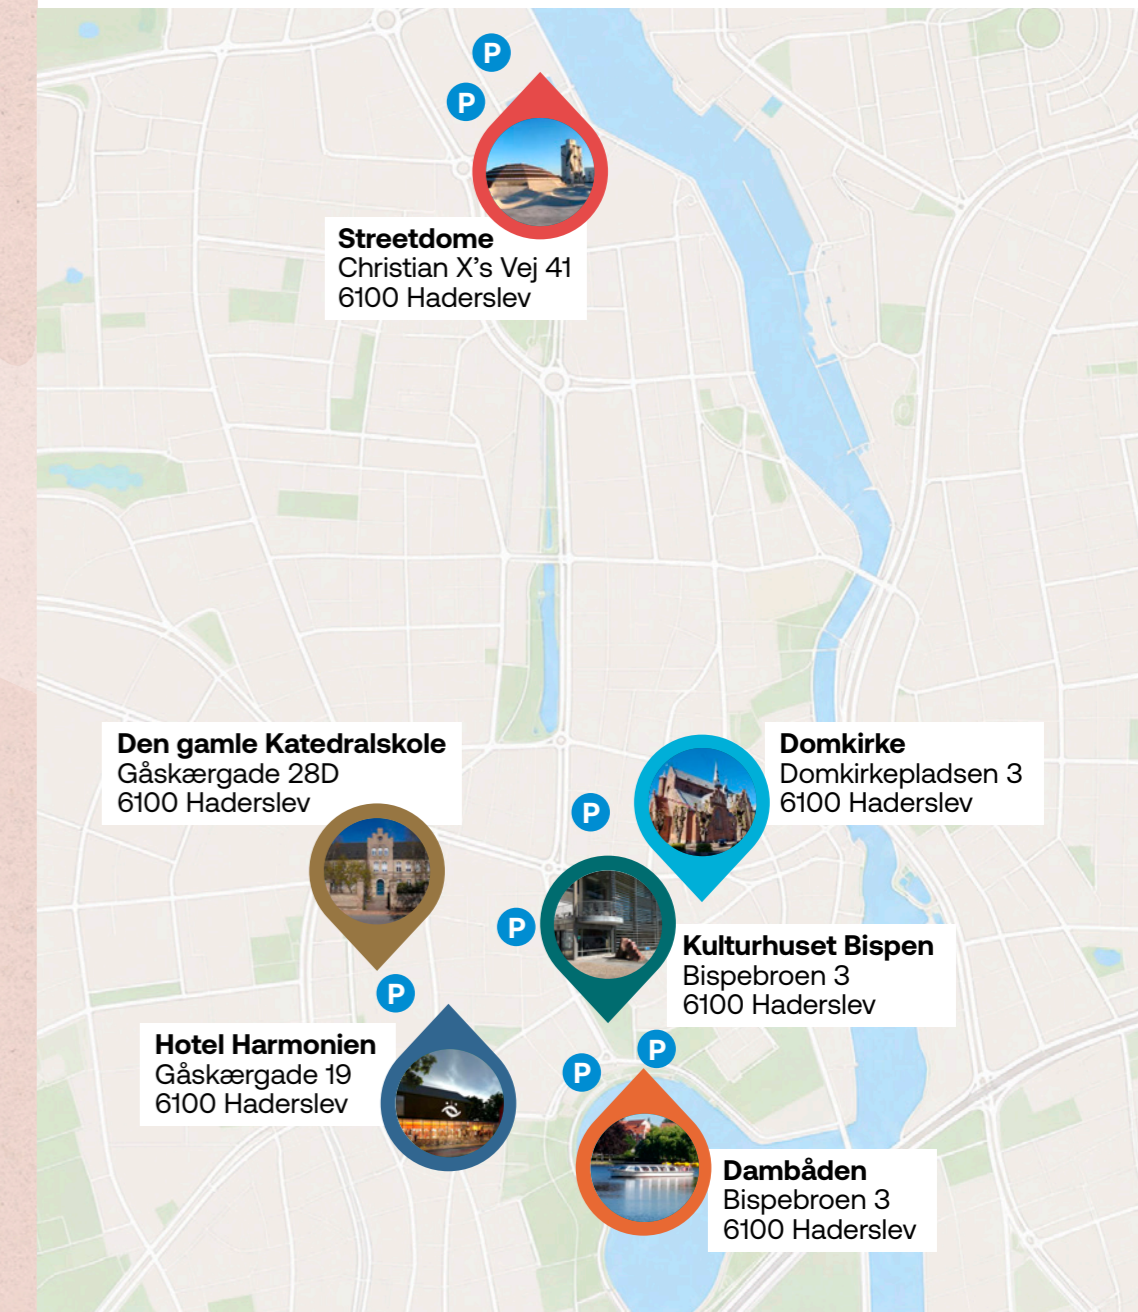 P
P
Streetdome
Christian X's Vej 41
6100 Haderslev
Den gamle Katedralskole
Gåskærgade 28D
6100 Haderslev
Domkirke
Domkirkepladsen 3
6100 Haderslev
P
P
Kulturhuset Bispen
Bispebroen 3
6100 Haderslev
P
Hotel Harmonien
Gåskærgade 19
6100 Haderslev
P
P
Dambåden
Bispebroen 3
6100 Haderslev